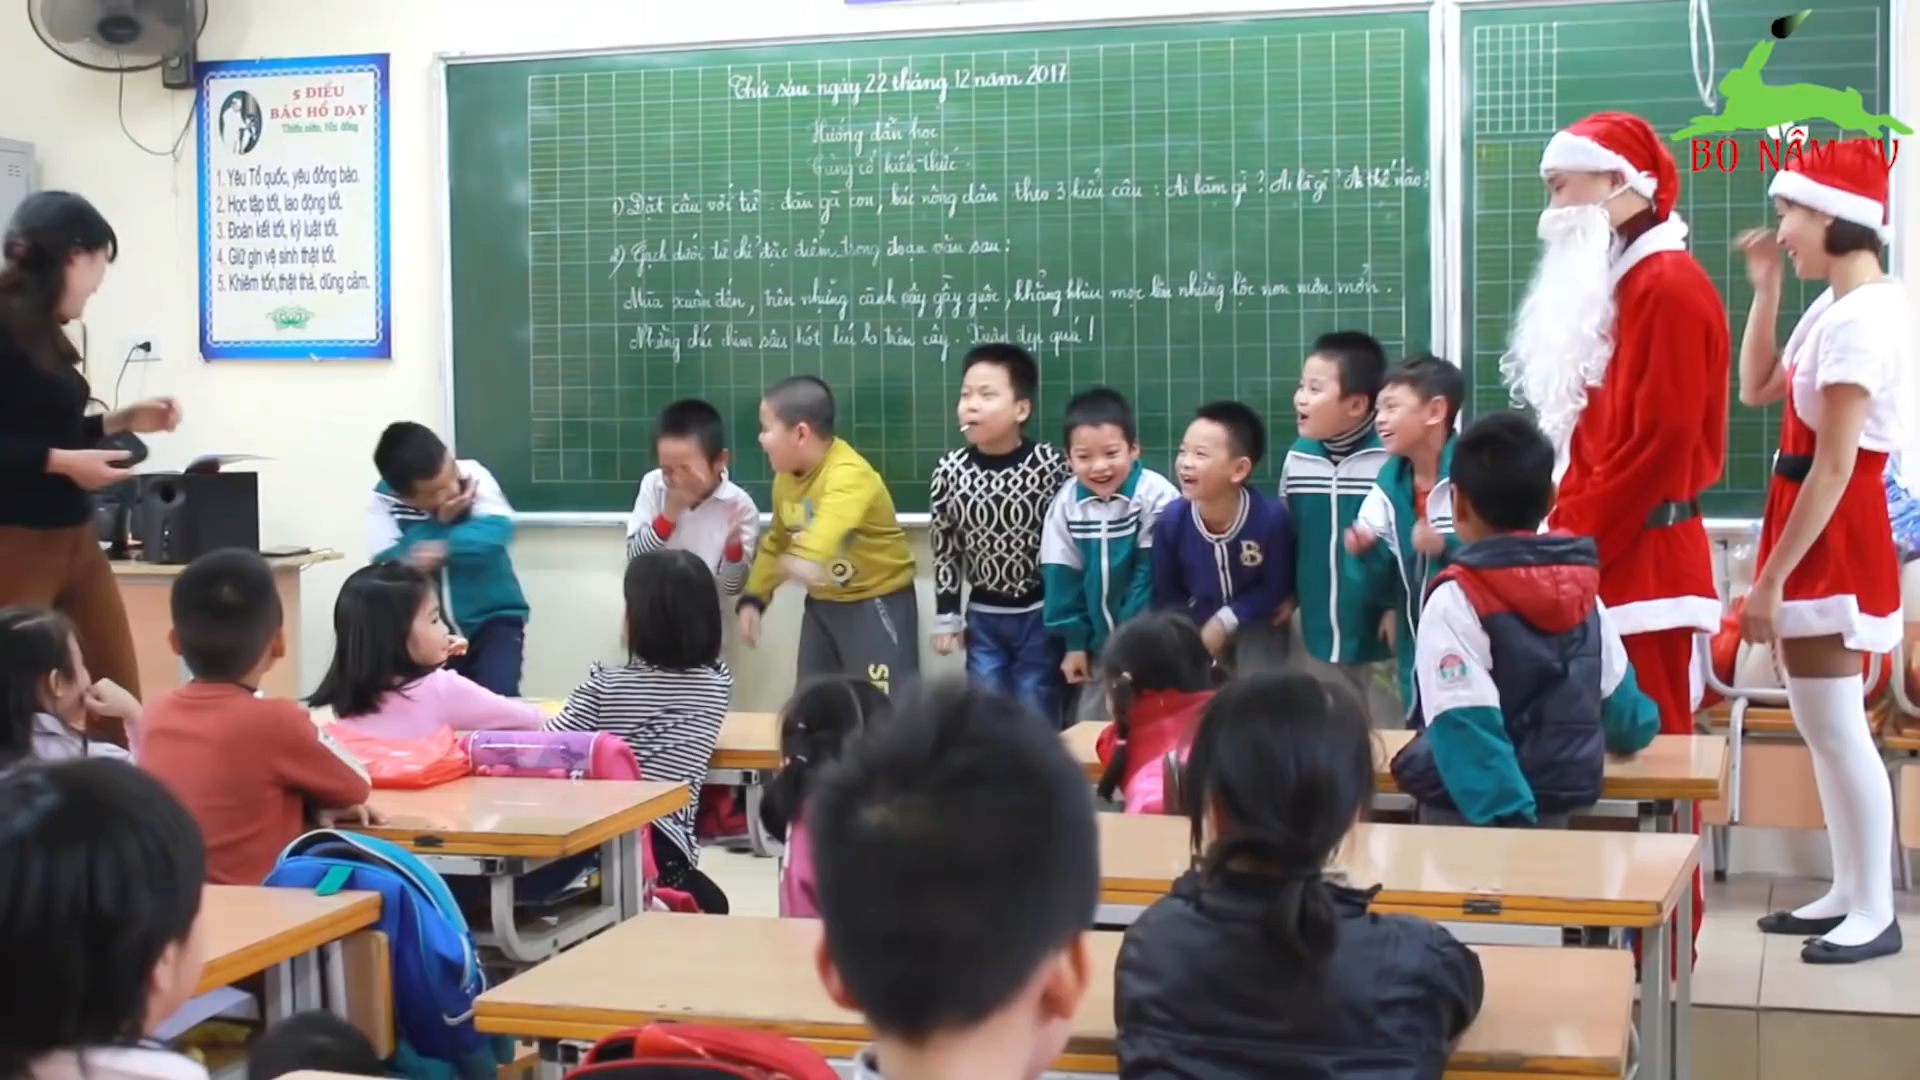 5 ĐIỀU
BÁC HỒ DẠY
Thiếu niên, Nhi đồng
1. Yêu Tổ quốc, yêu đồng bào.
2. Học tập tốt, lao động tốt.
3. Đoàn kết tốt, kỷ luật tốt.
4. Giữ gìn vệ sinh thật tốt.
5. Khiêm tốn,thật thà, dũng cảm.
Thứ sáu ngày 22 tháng 12 năm 2017
Hướng dẫn học
Củng cố kiến thức.
1) Đặt câu với từ : đàn gà con, bác nông dân theo 3 kiểu câu : Ai làm gì ? Ai là gì ? Ai thế nào ?
2) Gạch dưới từ chỉ đặc điểm trong đoạn văn sau :
Mùa xuân đến, trên những cành cây gầy guộc, khẳng khiu mọc lên những lộc non mơn mởn.
Những chú chim sâu hót líu lo trên cây. Xuân đẹp quá !
BO NÂM TV
B